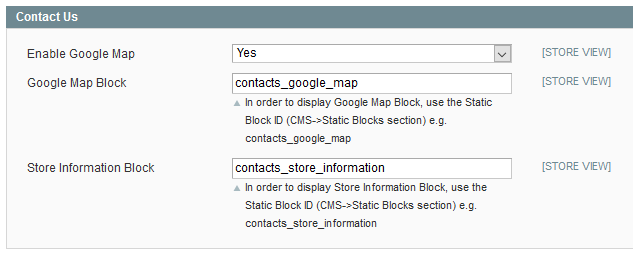 Contact Us
Enable Google Map Yes [STORE VIEW]
Google Map Block contacts_google_map [STORE VIEW]
In order to display Google Map Block, use the Static
Block ID (CMS->Static Blocks section) e.g.
contacts_google_map
Store Information Block contacts_store_information [STORE VIEW]
In order to display Store Information Block, use the
Static Block ID (CMS->Static Blocks section) e.g.
contacts_store_information